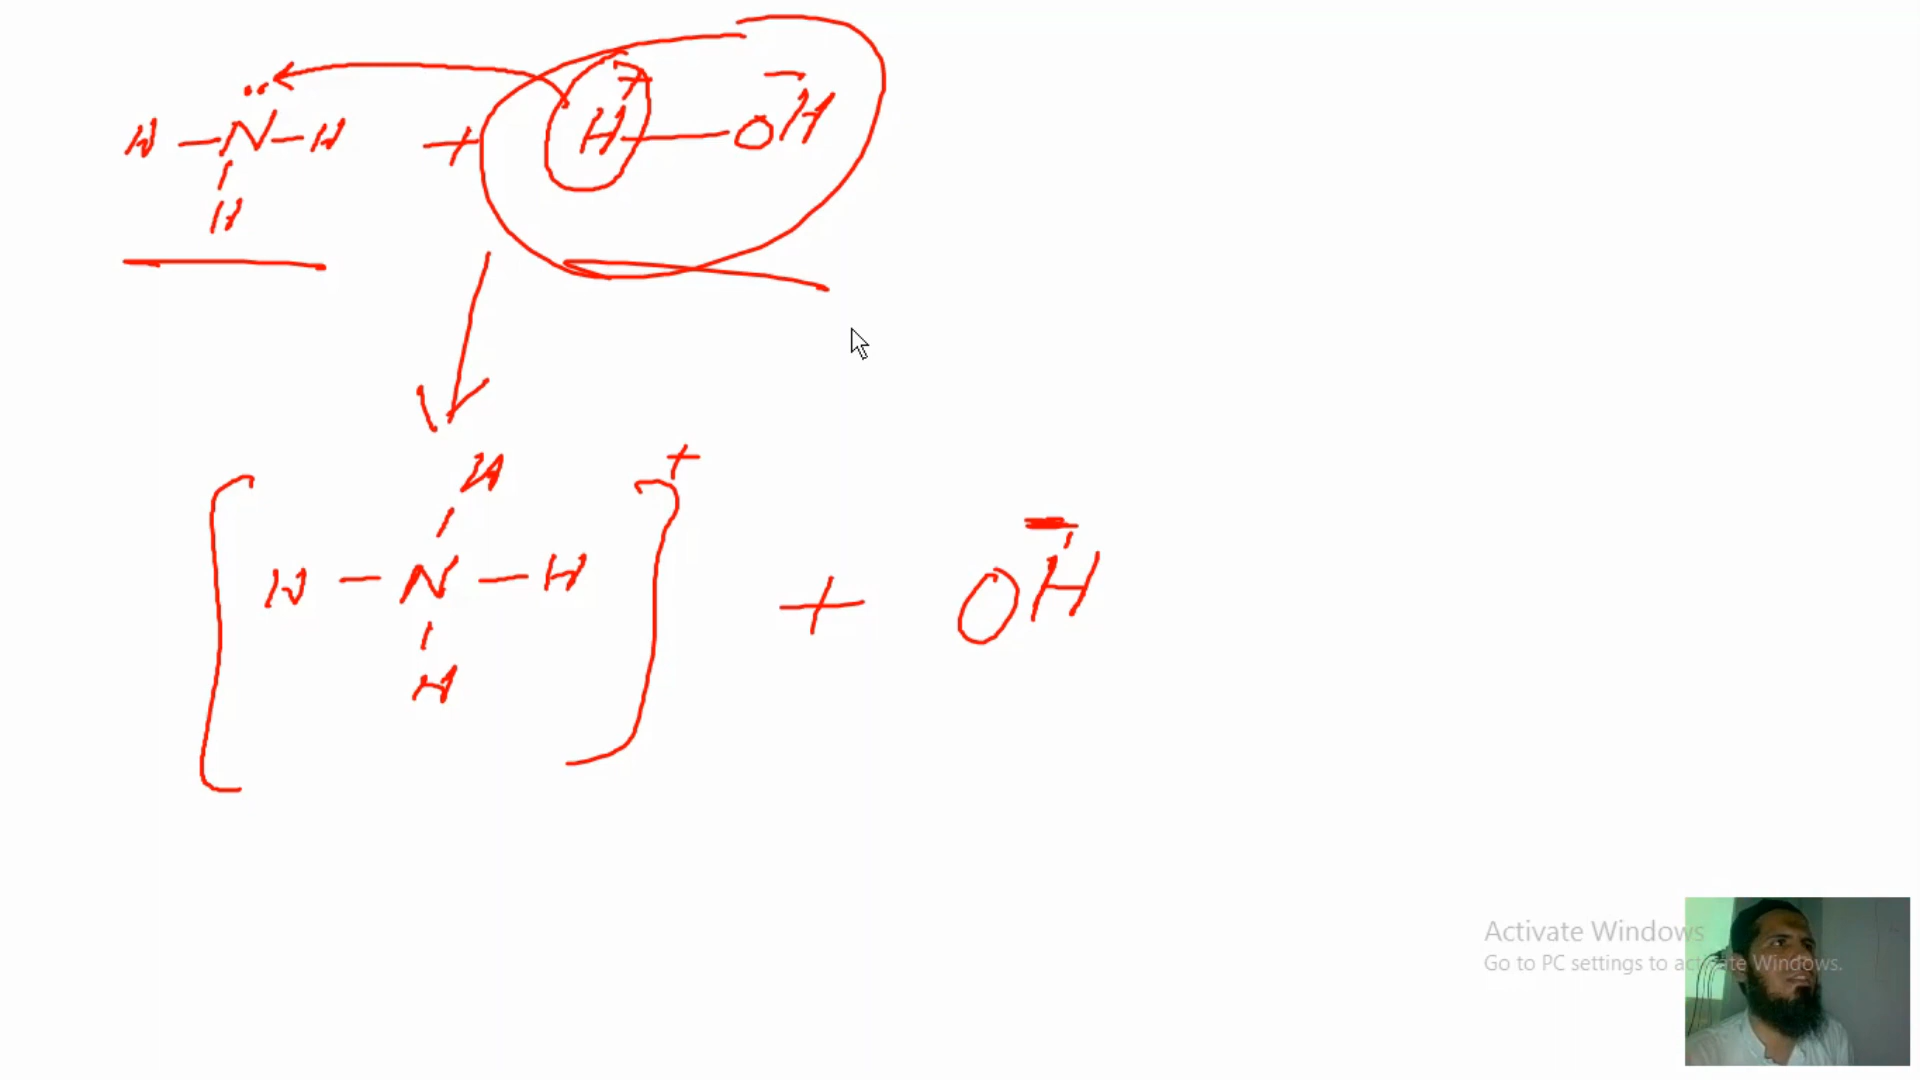 ¨ + −
H — N — H + H — OH
|
H
H +
|
H — N — H + OH −
|
H
Activate Windows
Go to PC settings to activate Windows.